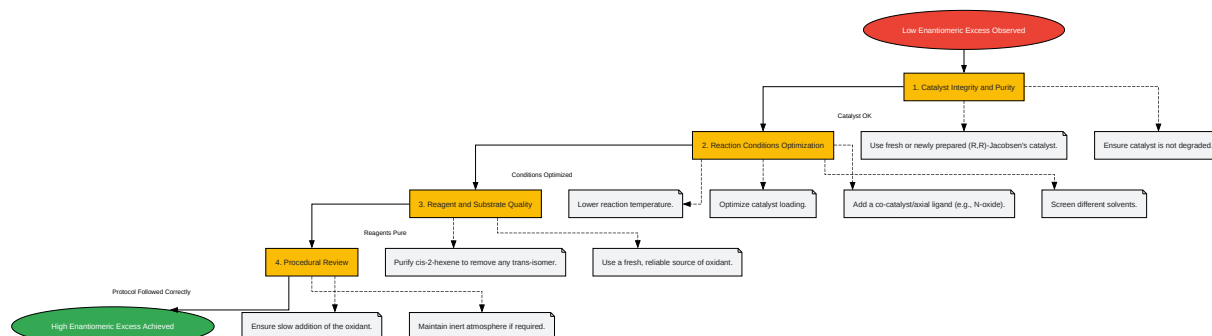 Low Enantiomeric Excess Observed
1. Catalyst Integrity and Purity
Catalyst OK
2. Reaction Conditions Optimization
Use fresh or newly prepared (R,R)-Jacobsen's catalyst.
Ensure catalyst is not degraded.
Conditions Optimized
3. Reagent and Substrate Quality
Lower reaction temperature.
Optimize catalyst loading.
Add a co-catalyst/axial ligand (e.g., N-oxide).
Screen different solvents.
Reagents Pure
4. Procedural Review
Purify cis-2-hexene to remove any trans-isomer.
Use a fresh, reliable source of oxidant.
Protocol Followed Correctly
High Enantiomeric Excess Achieved
Ensure slow addition of the oxidant.
Maintain inert atmosphere if required.